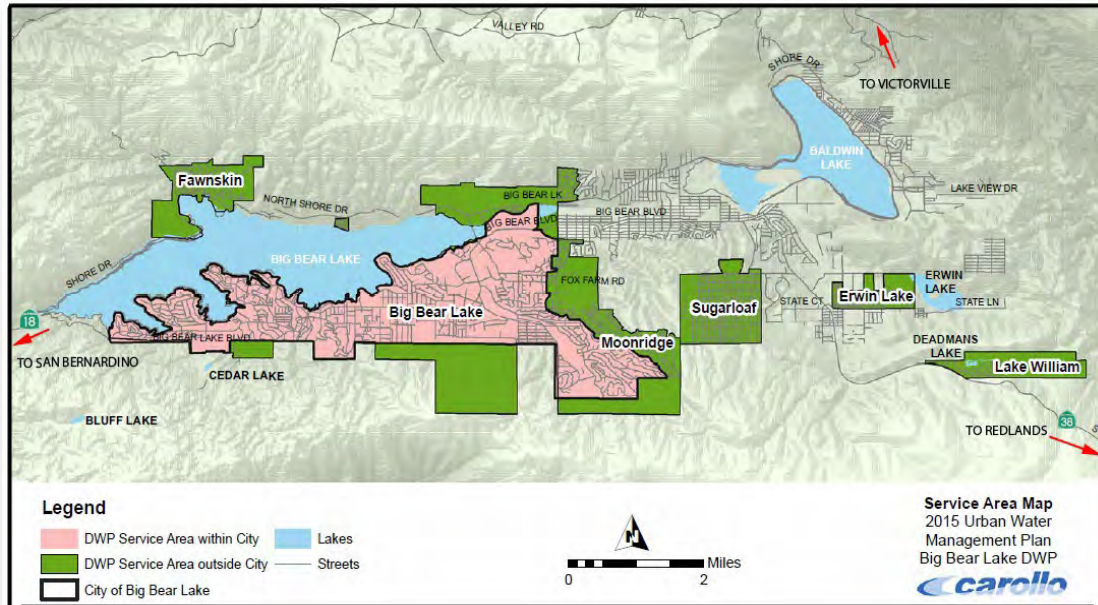 VALLEY RD
SHORE DR
TO VICTORVILLE
BALDWIN
LAKE
Fawnskin
NORTH SHORE DR
BIG BEAR LK
BIG BEAR BLVD
BIG BEAR BLVD
LAKE VIEW DR
SHORE DR
BIG BEAR LAKE
FOX FARM RD
ERWIN
LAKE
Sugarloaf
STATE CT
Erwin Lake
STATE LN
Big Bear Lake
18
BIG BEAR LAKE BLVD
Moonridge
DEADMANS
LAKE
Lake William
TO SAN BERNARDINO
CEDAR LAKE
BLUFF LAKE
38
TO REDLANDS
S
Legend
DWP Service Area within City
Lakes
DWP Service Area outside City
Streets
City of Big Bear Lake
N
Miles
0
2
Service Area Map
2015 Urban Water
Management Plan
Big Bear Lake DWP
carollo